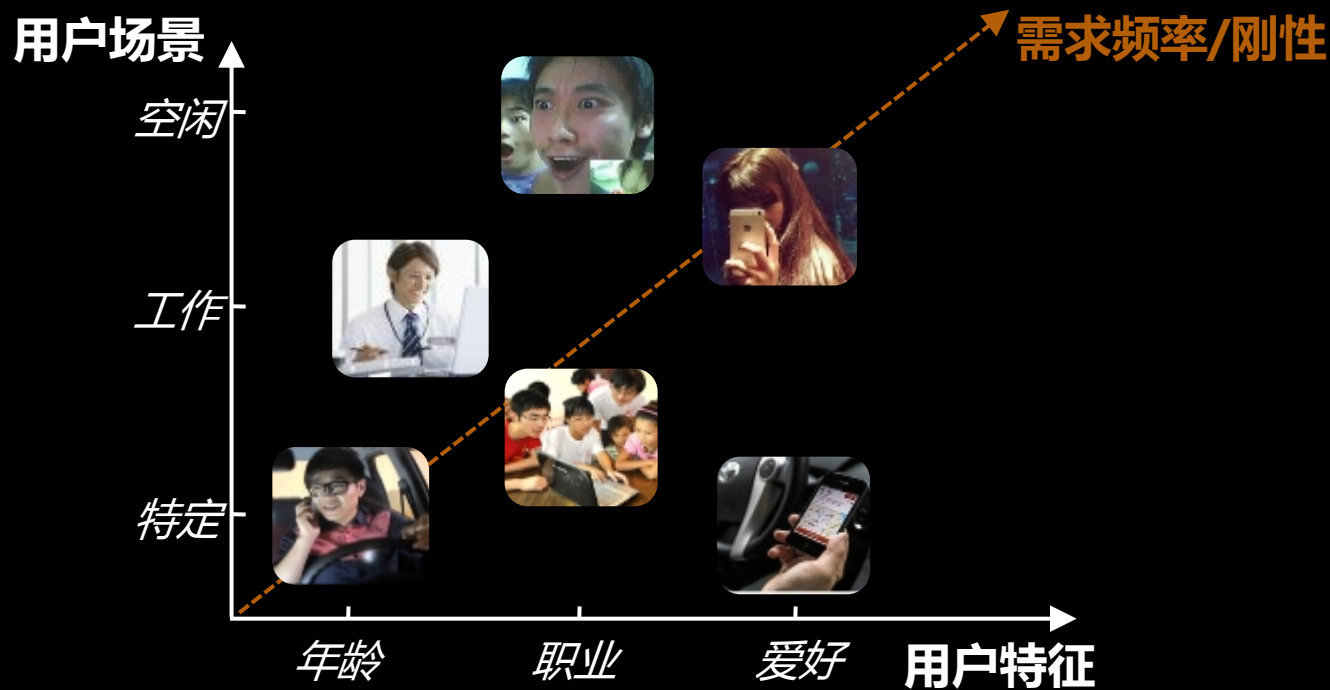 用户场景
需求频率/刚性
空闲
工作
特定
年龄
职业
爱好
用户特征